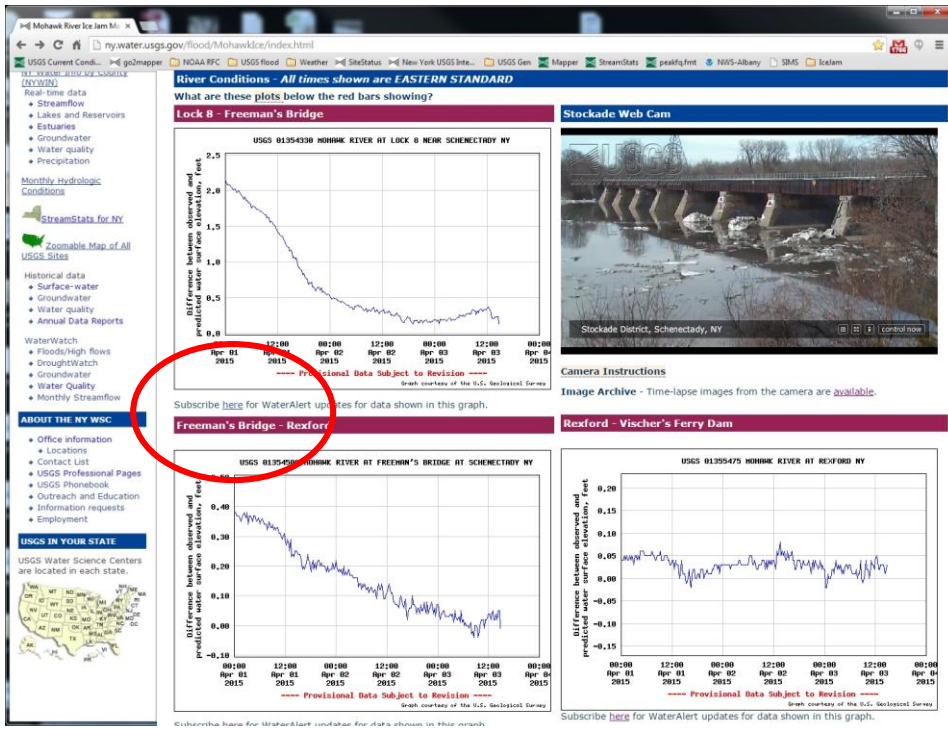 Mohawk River Ice Jam Mo
ny.water.usgs.gov/flood/MohawkIce/index.html
USGS Current Condi... go2mapper NOAA RFC USGS flood Weather SiteStatus New York USGS Inte... USGS Gen Mapper StreamStats peakfq.fmt NWS-Albany SIMS IceJam
NY Water Info by County
(NYWIN)
Real-time data
Streamflow
Lakes and Reservoirs
Estuaries
Groundwater
Water quality
Precipitation
Monthly Hydrologic
Conditions
StreamStats for NY
Zoomable Map of All
USGS Sites
Historical data
Surface-water
Groundwater
Water quality
Annual Data Reports
WaterWatch
Floods/High flows
DroughtWatch
Groundwater
Water Quality
Monthly Streamflow
ABOUT THE NY WSC
Office information
Locations
Contact List
USGS Professional Pages
USGS Phonebook
Outreach and Education
Information requests
Employment
USGS IN YOUR STATE
USGS Water Science Centers
are located in each state.
River Conditions - All times shown are EASTERN STANDARD
What are these plots below the red bars showing?
Lock 8 - Freeman's Bridge
USGS 01354330 MOHAWK RIVER AT LOCK 8 NEAR SCHENECTADY NY
Difference between observed and
predicted water surface elevation, feet
2.5
2.0
1.5
1.0
0.5
0.0
00:00 12:00 00:00 12:00 00:00 12:00 00:00
Apr 01 Apr 01 Apr 02 Apr 02 Apr 03 Apr 03 Apr 0
2015 2015 2015 2015 2015 2015 2015
---- Provisional Data Subject to Revision ----
Graph courtesy of the U.S. Geological Survey
Subscribe here for WaterAlert updates for data shown in this graph.
Stockade Web Cam
USGS
Stockade District, Schenectady, NY
control now
Camera Instructions
Image Archive - Time-lapse images from the camera are available.
Freeman's Bridge - Rexford
USGS 01354500 MOHAWK RIVER AT FREEMAN'S BRIDGE AT SCHENECTADY NY
Difference between observed and
predicted water surface elevation, feet
0.50
0.40
0.30
0.20
0.10
0.00
-0.10
00:00 12:00 00:00 12:00 00:00 12:00 00:00
Apr 01 Apr 01 Apr 02 Apr 02 Apr 03 Apr 03 Apr 0
2015 2015 2015 2015 2015 2015 2015
---- Provisional Data Subject to Revision ----
Graph courtesy of the U.S. Geological Survey
Subscribe here for WaterAlert updates for data shown in this graph.
Rexford - Vischer's Ferry Dam
USGS 01355475 MOHAWK RIVER AT REXFORD NY
Difference between observed and
predicted water surface elevation, feet
0.20
0.15
0.10
0.05
0.00
-0.05
-0.10
-0.15
00:00 12:00 00:00 12:00 00:00 12:00 00:00
Apr 01 Apr 01 Apr 02 Apr 02 Apr 03 Apr 03 Apr 0
2015 2015 2015 2015 2015 2015 2015
---- Provisional Data Subject to Revision ----
Graph courtesy of the U.S. Geological Survey
Subscribe here for WaterAlert updates for data shown in this graph.